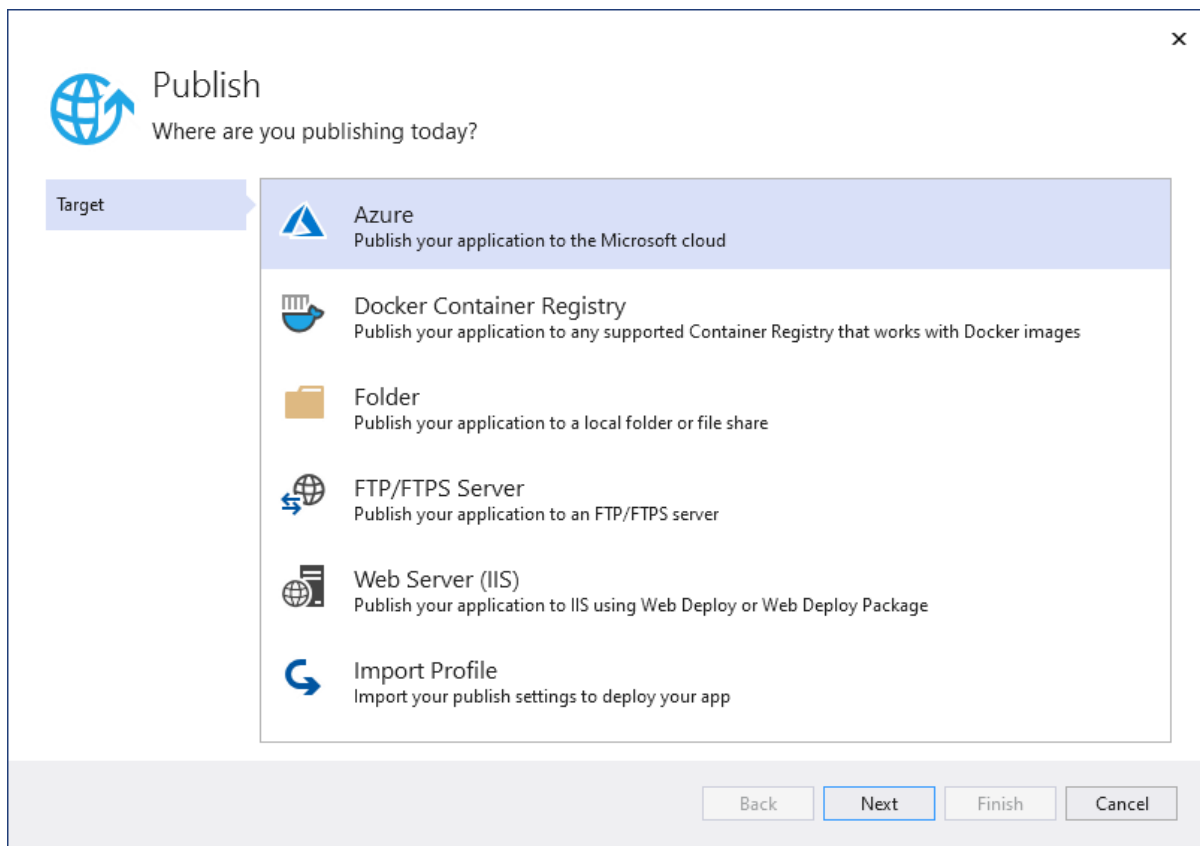 Publish
Where are you publishing today?
Target
Azure
Publish your application to the Microsoft cloud
Docker Container Registry
Publish your application to any supported Container Registry that works with Docker images
Folder
Publish your application to a local folder or file share
FTP/FTPS Server
Publish your application to an FTP/FTPS server
Web Server (IIS)
Publish your application to IIS using Web Deploy or Web Deploy Package
Import Profile
Import your publish settings to deploy your app
Back Next Finish Cancel